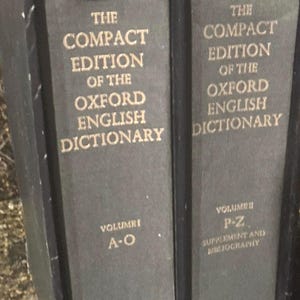 THE
COMPACT
EDITION
OF THE
OXFORD
ENGLISH
DICTIONARY
VOLUME I
A-O
THE
COMPACT
EDITION
OF THE
OXFORD
ENGLISH
DICTIONARY
VOLUME II
P-Z
SUPPLEMENT AND
BIBLIOGRAPHY